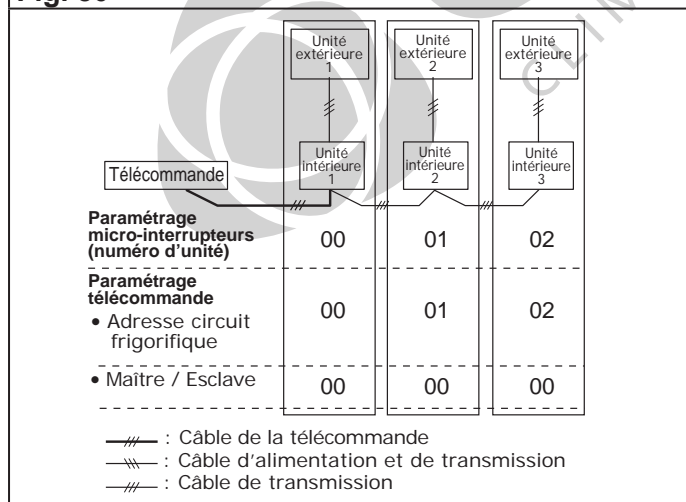 Unité Unité Unité
extérieure extérieure extérieure
1 2 3
Unité Unité Unité
intérieure intérieure intérieure
1 2 3
Télécommande
Paramétrage
micro-interrupteurs
(numéro d'unité)
00 01 02
Paramétrage
télécommande
• Adresse circuit
frigorifique
00 01 02
• Maître / Esclave
00 00 00
: Câble de la télécommande
: Câble d'alimentation et de transmission
: Câble de transmission
CLIM